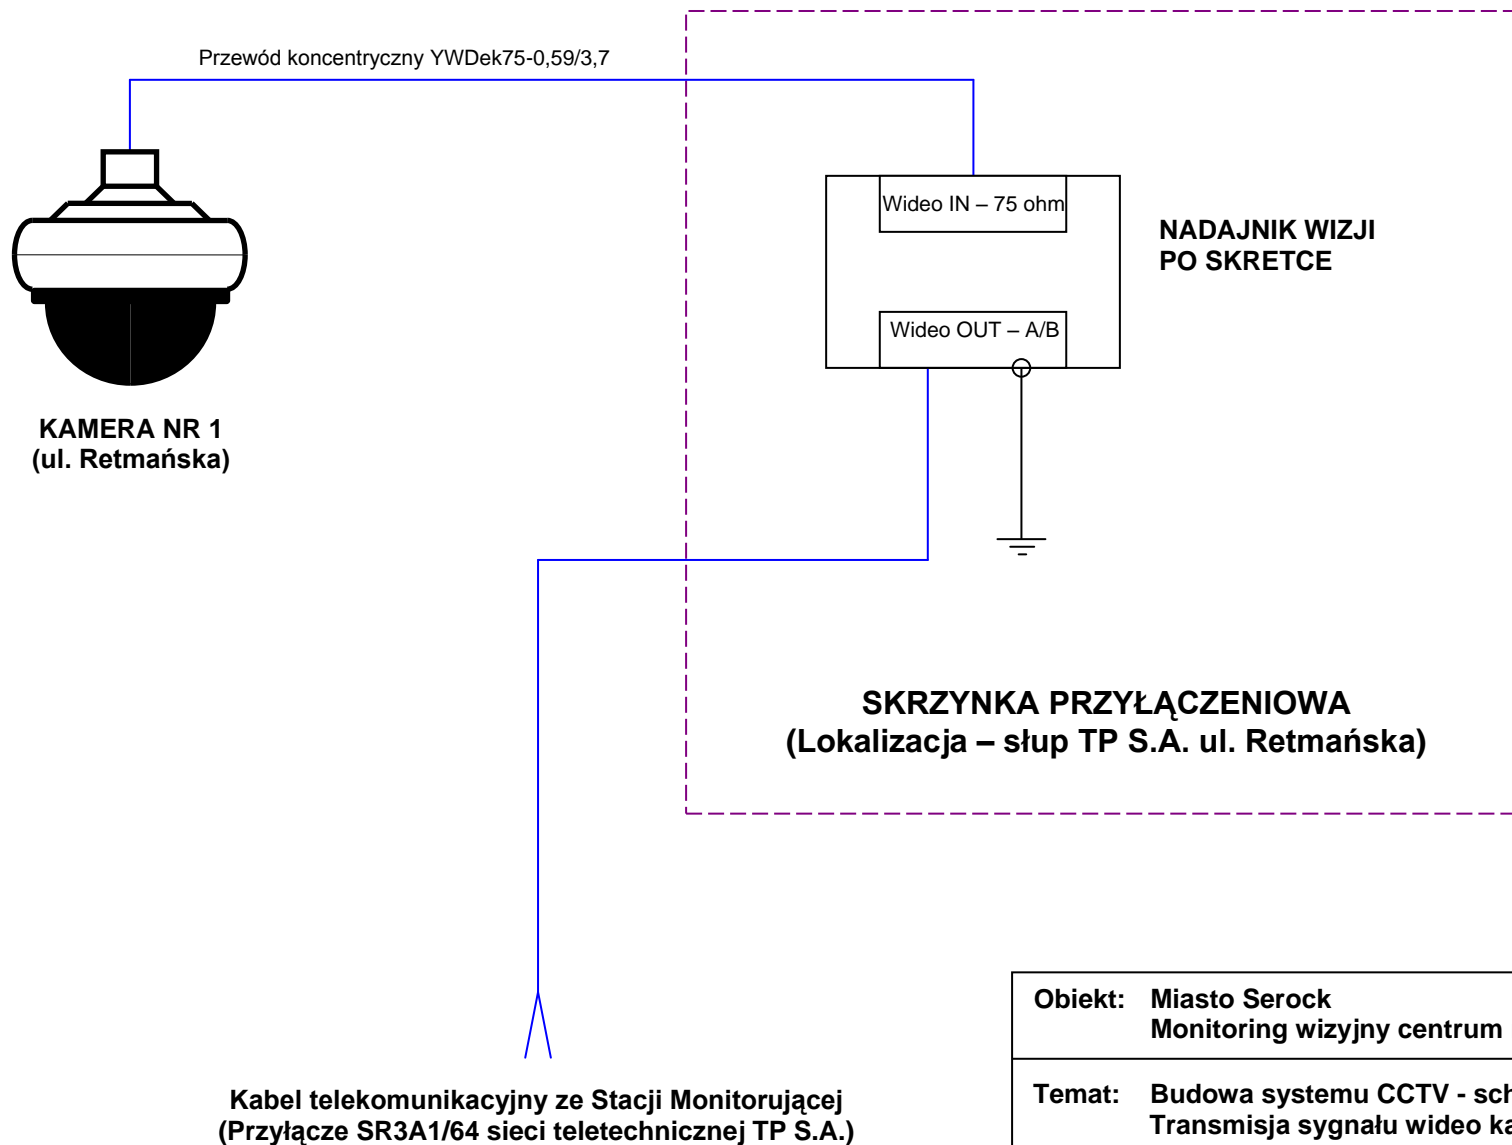 Przewód koncentryczny YWDek75-0,59/3,7
Wideo IN – 75 ohm
NADAJNIK WIZJI
PO SKRETCE
Wideo OUT – A/B
KAMERA NR 1
(ul. Retmańska)
SKRZYNKA PRZYŁĄCZENIOWA
(Lokalizacja – słup TP S.A. ul. Retmańska)
Obiekt: Miasto Serock
Monitoring wizyjny centrum
Temat: Budowa systemu CCTV - sch
Transmisja sygnału wideo ka
Kabel telekomunikacyjny ze Stacji Monitorującej
(Przyłącze SR3A1/64 sieci teletechnicznej TP S.A.)